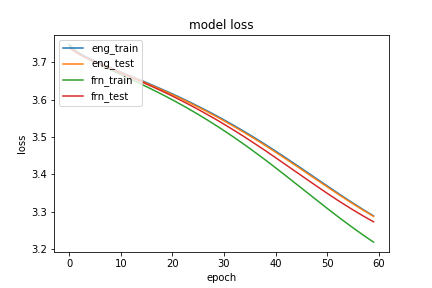 model loss
eng_train
eng_test
frn_train
frn_test
loss
3.7
3.6
3.5
3.4
3.3
3.2
0 10 20 30 40 50 60
epoch